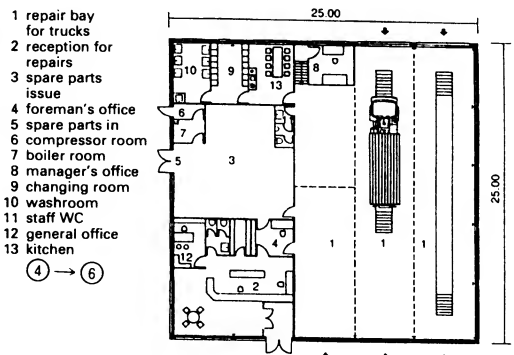 1 repair bay
for trucks
2 reception for
repairs
3 spare parts
issue
4 foreman's office
5 spare parts in
6 compressor room
7 boiler room
8 manager's office
9 changing room
10 washroom
11 staff WC
12 general office
13 kitchen
4 → 6
25.00
10
9
13
8
6
7
5
3
25.00
12
4
2
1
1
1